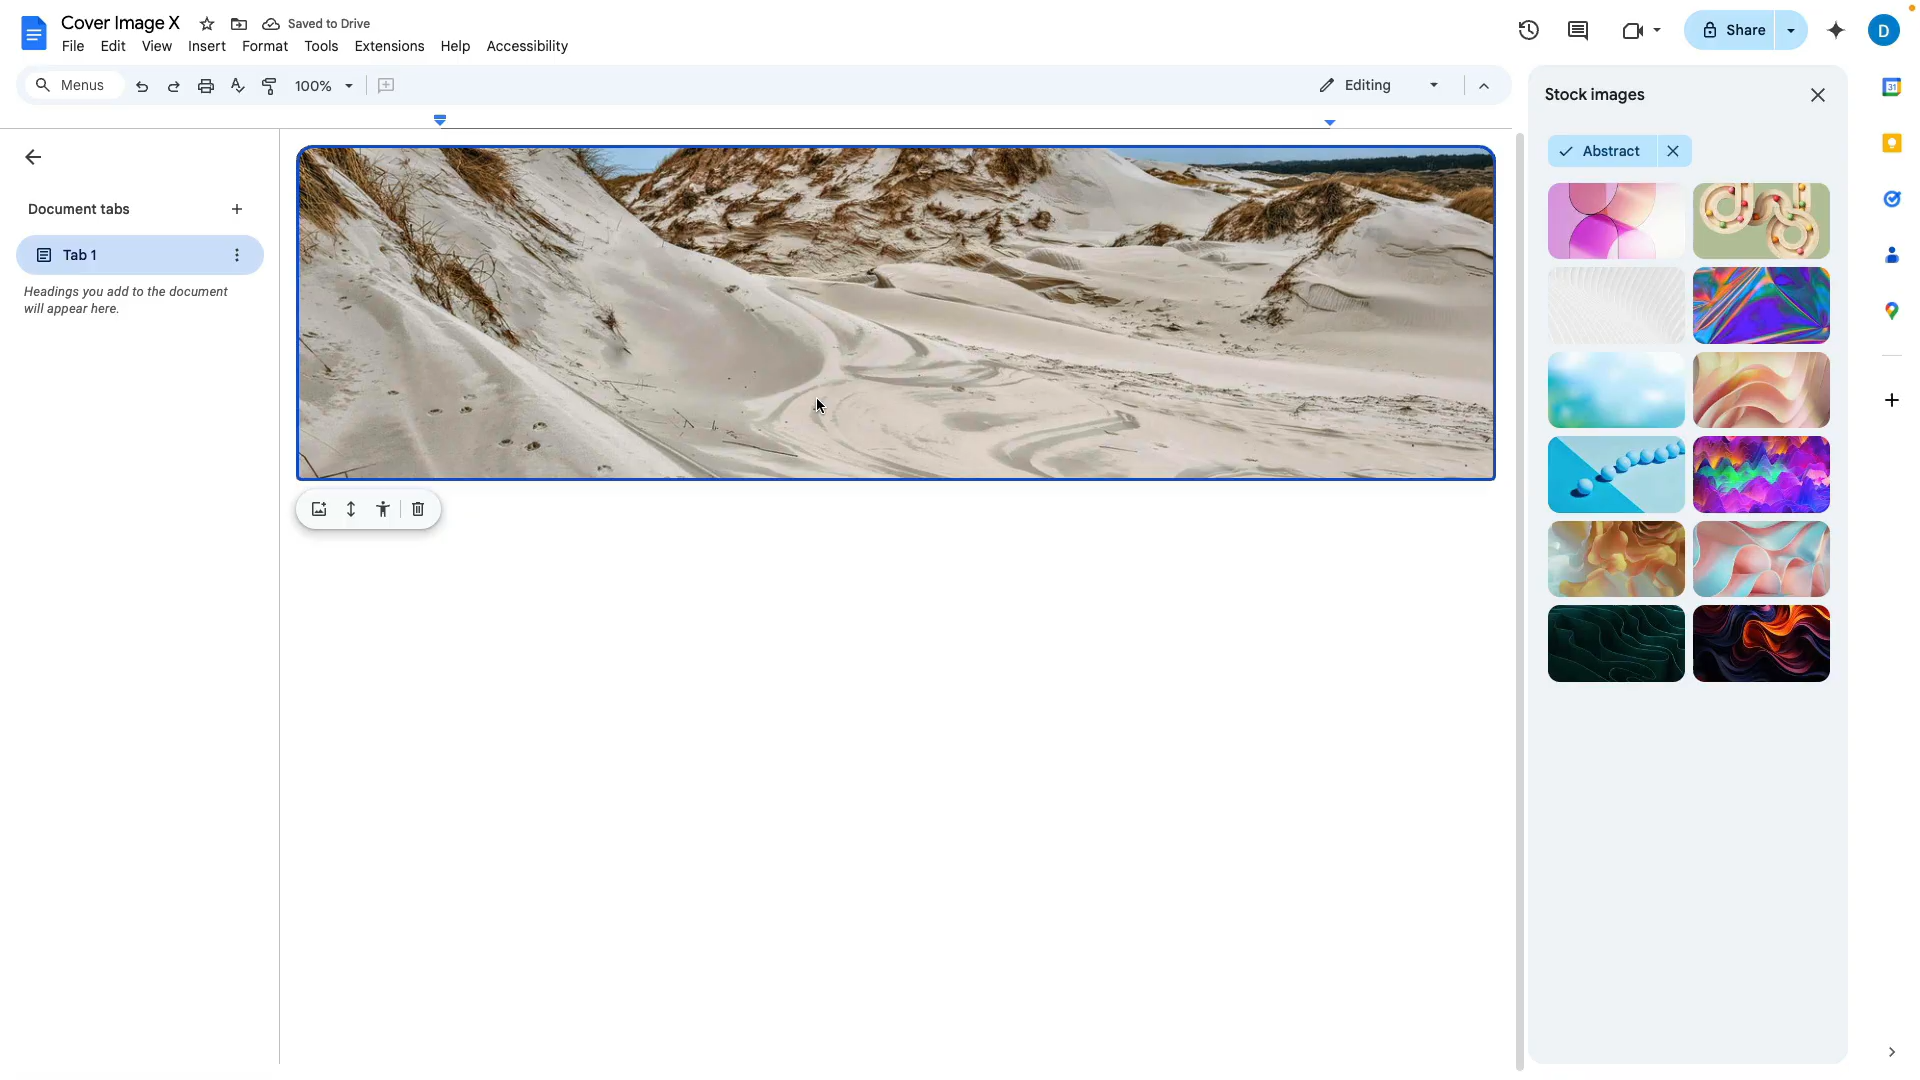 Cover Image X
Saved to Drive
File Edit View Insert Format Tools Extensions Help Accessibility
Share
D
Menus
100%
Editing
Stock images
31
Abstract
Document tabs
Tab 1
Headings you add to the document
will appear here.